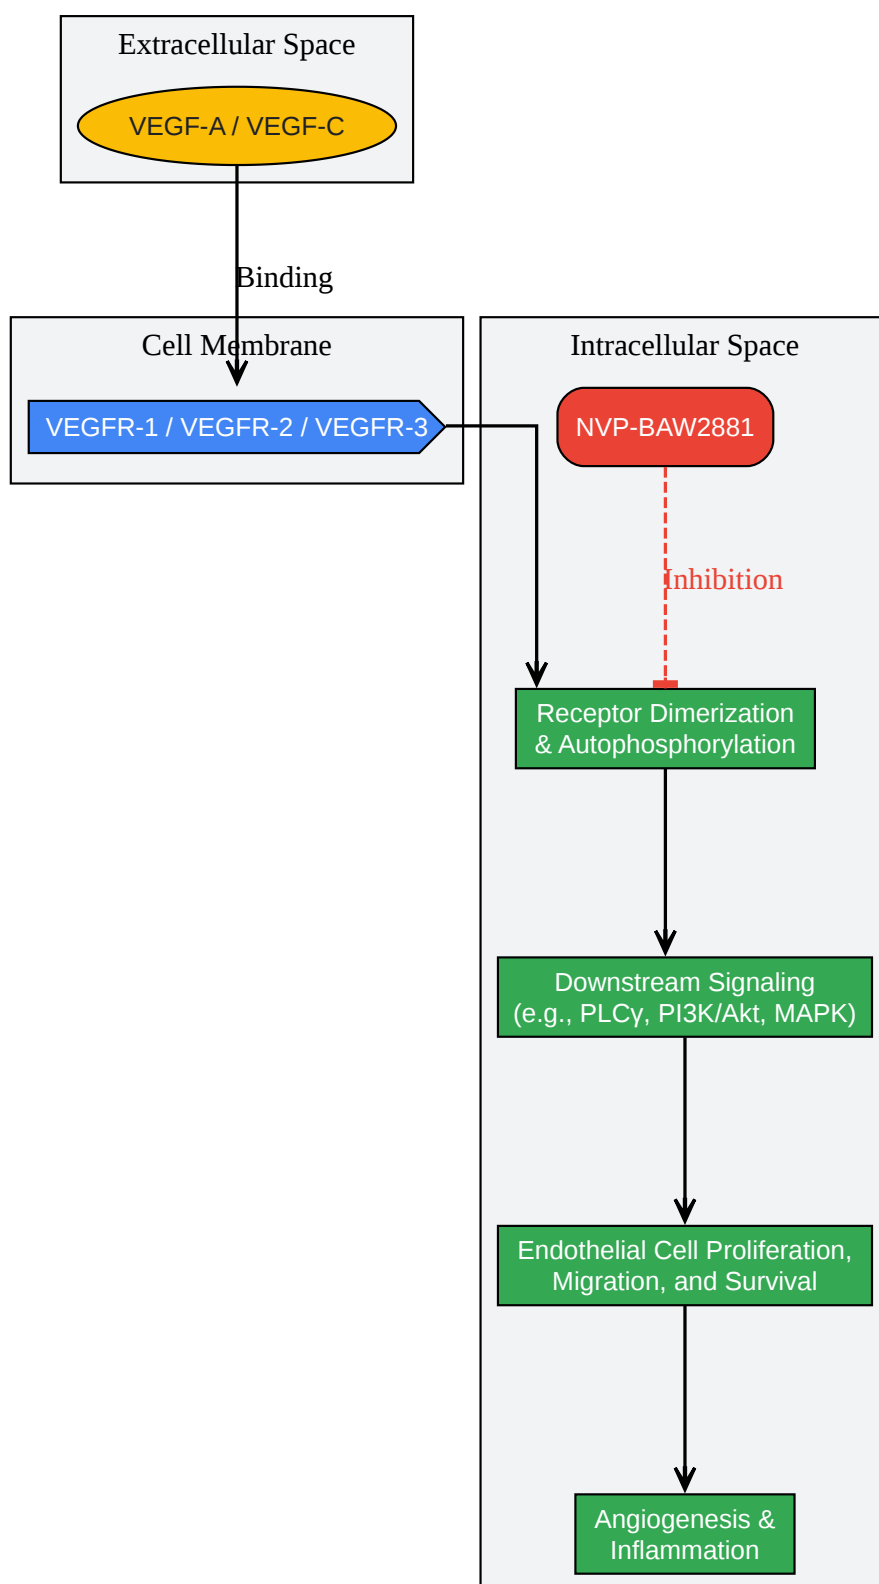 Extracellular Space
VEGF-A / VEGF-C
Binding
Cell Membrane
VEGFR-1 / VEGFR-2 / VEGFR-3
Intracellular Space
NVP-BAW2881
Inhibition
Receptor Dimerization
& Autophosphorylation
Downstream Signaling
(e.g., PLCγ, PI3K/Akt, MAPK)
Endothelial Cell Proliferation,
Migration, and Survival
Angiogenesis &
Inflammation